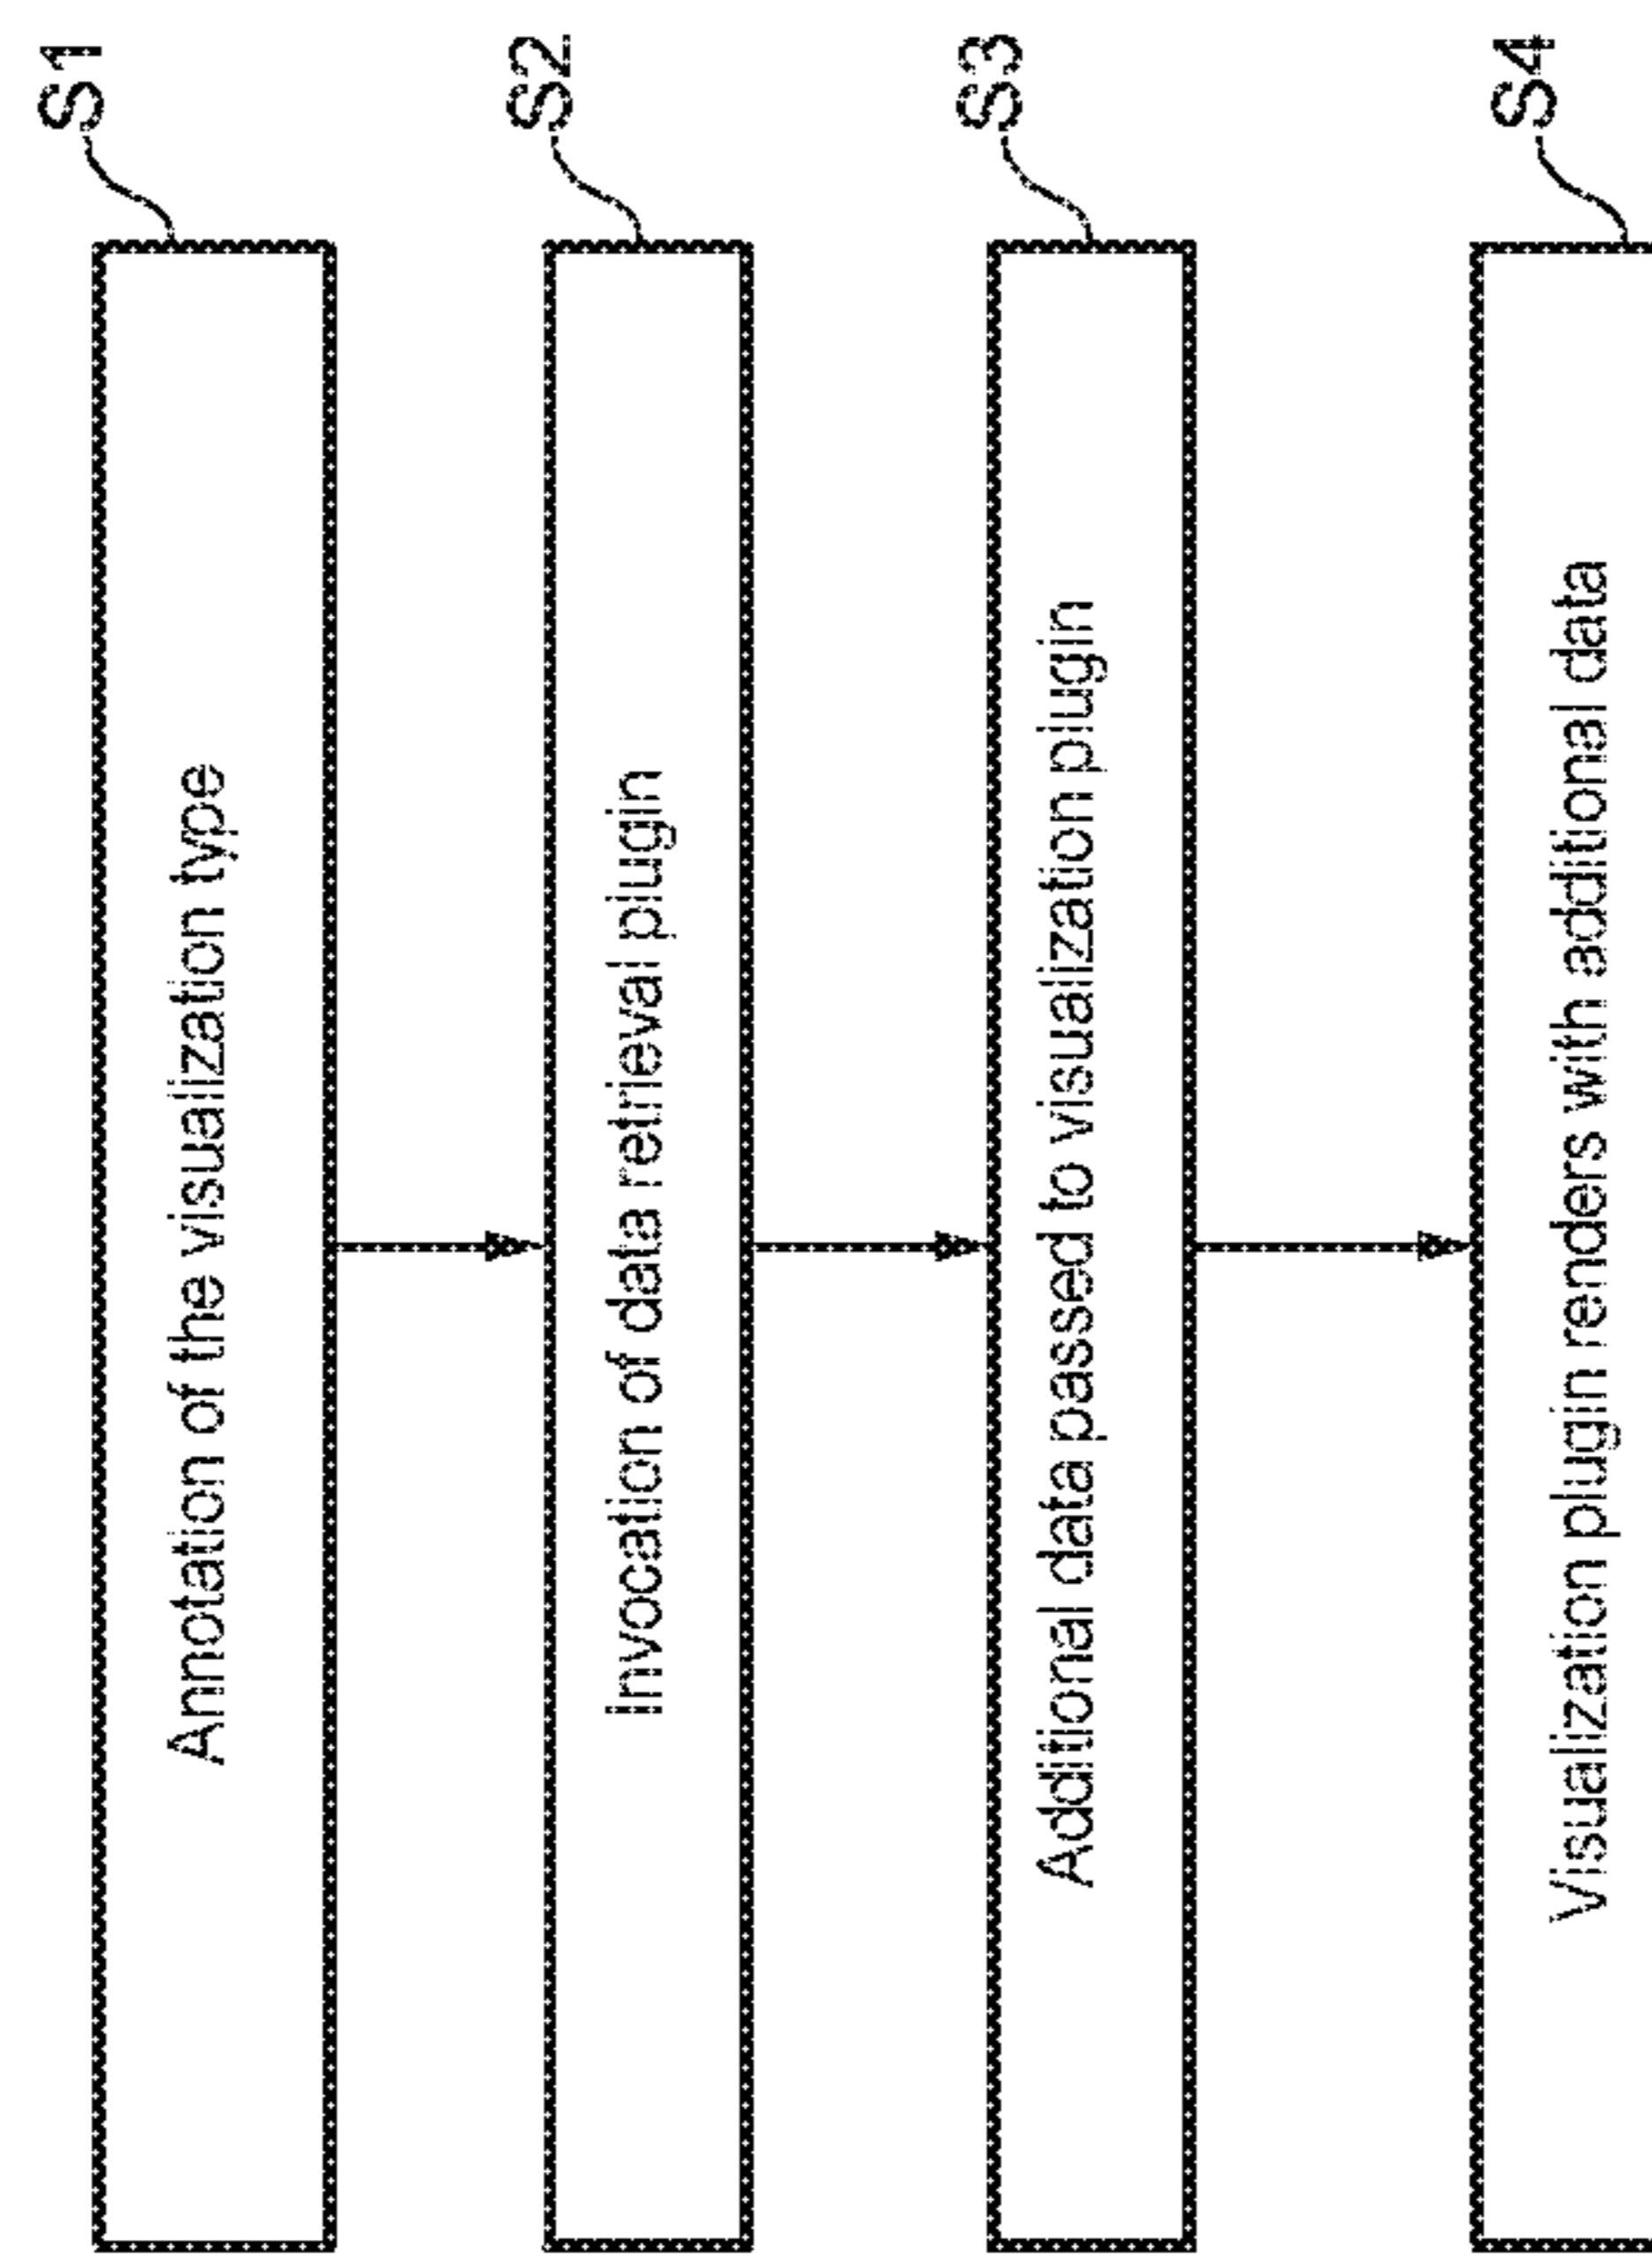 S1
Annotation of the visualization type
S2
Invocation of data retrieval plugin
S3
Additional data passed to visualization plugin
S4
Visualization plugin renders with additional data